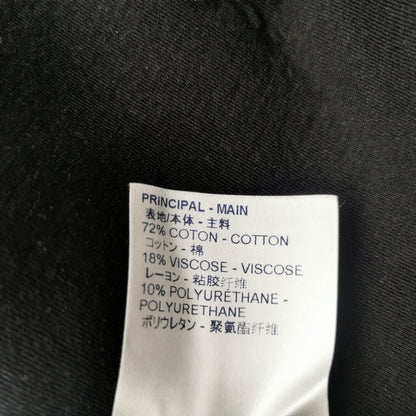 PRINCIPAL - MAIN
表地/本体 - 主料
72% COTON - COTTON
コットン - 棉
18% VISCOSE - VISCOSE
レーヨン - 粘胶纤维
10% POLYURÉTHANE -
POLYURETHANE
ポリウレタン - 聚氨酯纤维